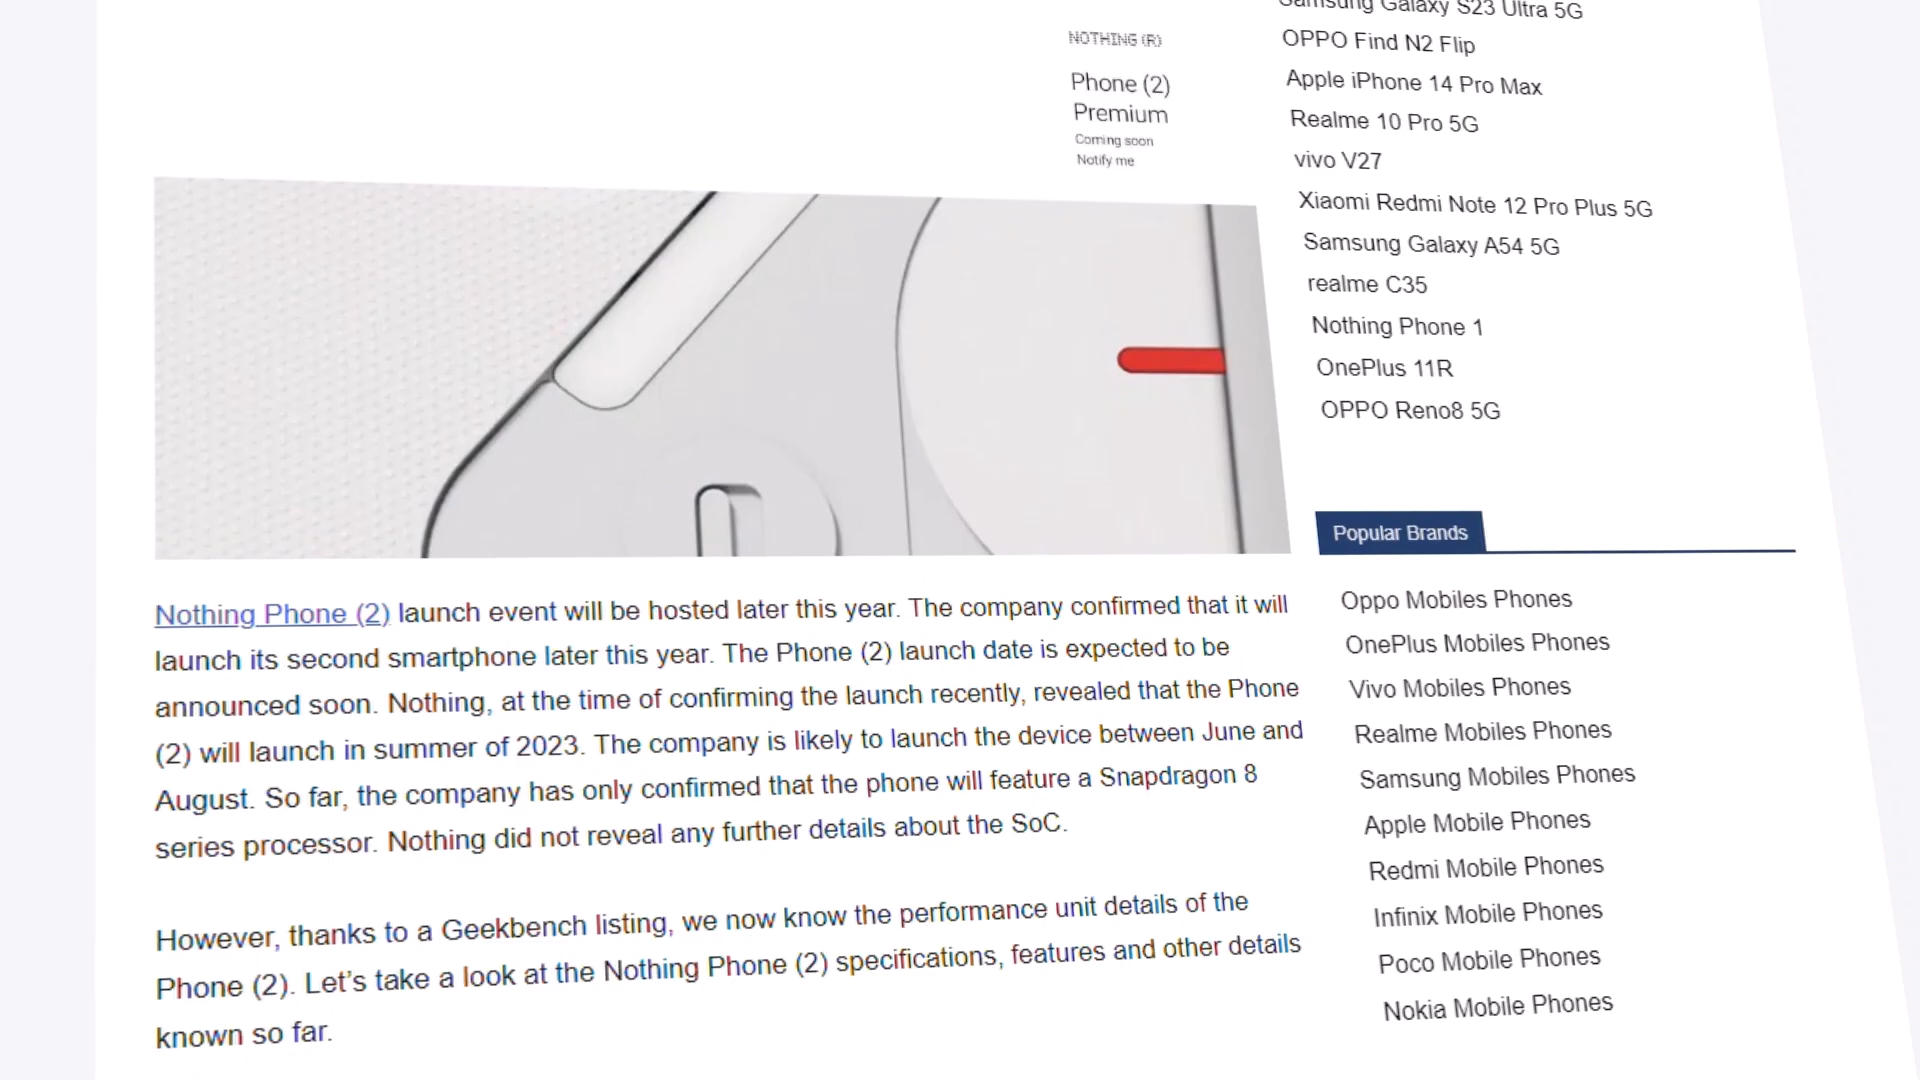 NOTHING (R)
Phone (2)
Premium
Coming soon
Notify me
Samsung Galaxy S23 Ultra 5G
OPPO Find N2 Flip
Apple iPhone 14 Pro Max
Realme 10 Pro 5G
vivo V27
Xiaomi Redmi Note 12 Pro Plus 5G
Samsung Galaxy A54 5G
realme C35
Nothing Phone 1
OnePlus 11R
OPPO Reno8 5G
Nothing Phone (2) launch event will be hosted later this year. The company confirmed that it will
launch its second smartphone later this year. The Phone (2) launch date is expected to be
announced soon. Nothing, at the time of confirming the launch recently, revealed that the Phone
(2) will launch in summer of 2023. The company is likely to launch the device between June and
August. So far, the company has only confirmed that the phone will feature a Snapdragon 8
series processor. Nothing did not reveal any further details about the SoC.
However, thanks to a Geekbench listing, we now know the performance unit details of the
Phone (2). Let’s take a look at the Nothing Phone (2) specifications, features and other details
known so far.
Popular Brands
Oppo Mobiles Phones
OnePlus Mobiles Phones
Vivo Mobiles Phones
Realme Mobiles Phones
Samsung Mobiles Phones
Apple Mobile Phones
Redmi Mobile Phones
Infinix Mobile Phones
Poco Mobile Phones
Nokia Mobile Phones